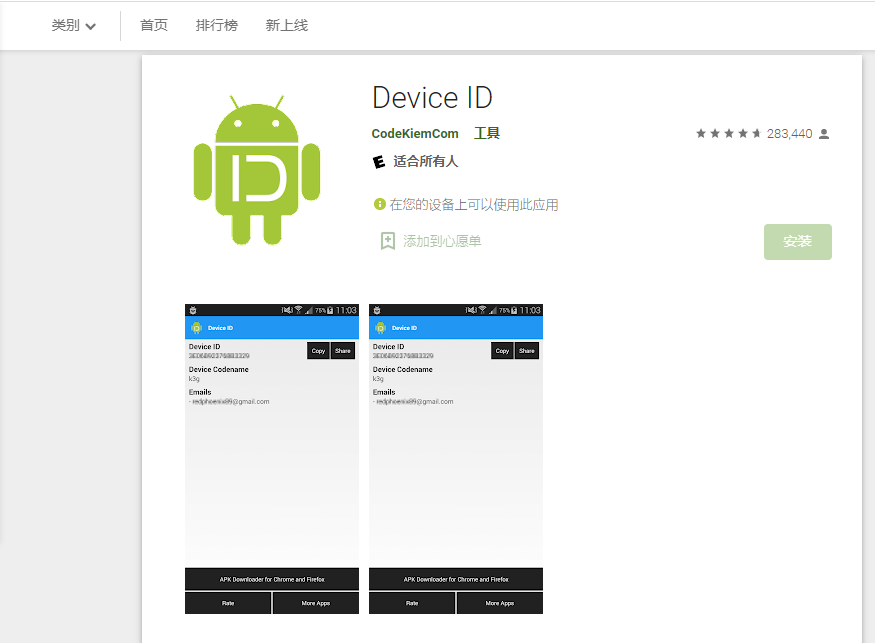 类别
首页
排行榜
新上线
ID
Device ID
CodeKiemCom 工具
283,440
E 适合所有人
在您的设备上可以使用此应用
添加到心愿单
安装
75% 11:03
Device ID
Device ID
Copy
Share
Device Codename
k3g
Emails
@gmail.com
APK Downloader for Chrome and Firefox
Rate
More Apps
75% 11:03
Device ID
Device ID
Copy
Share
Device Codename
k3g
Emails
@gmail.com
APK Downloader for Chrome and Firefox
Rate
More Apps